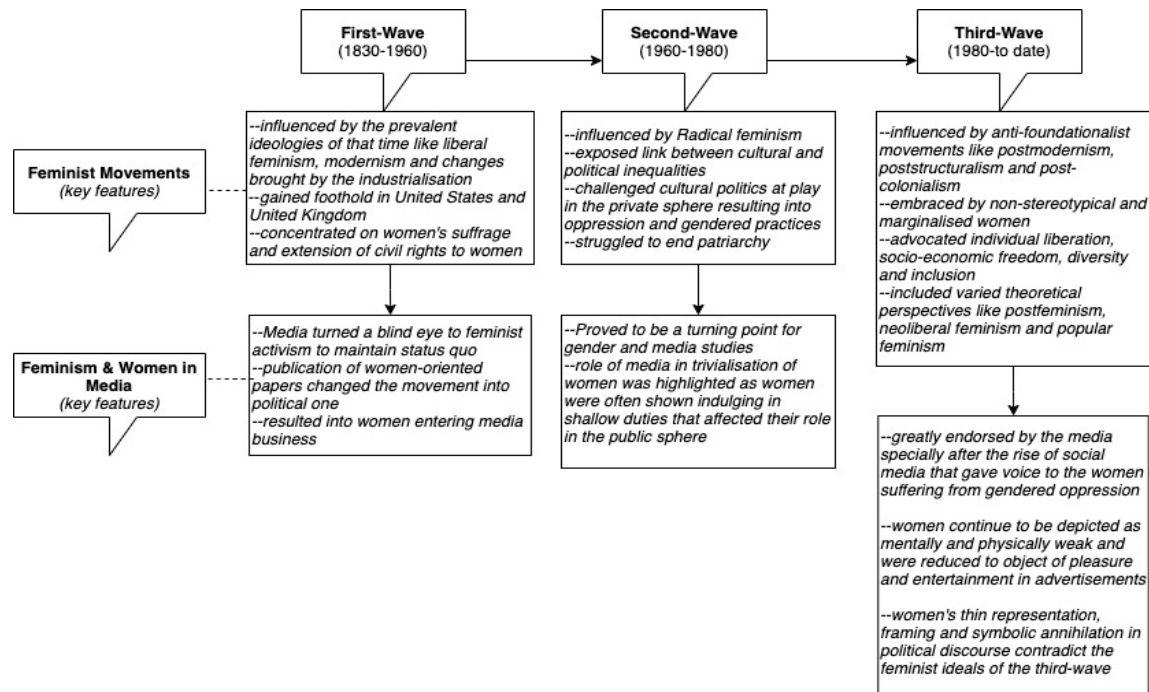 First-Wave
(1830-1960)
Second-Wave
(1960-1980)
Third-Wave
(1980-to date)
Feminist Movements
(key features)
--influenced by the prevalent
ideologies of that time like liberal
feminism, modernism and changes
brought by the industrialisation
--gained foothold in United States and
United Kingdom
--concentrated on women's suffrage
and extension of civil rights to women
--influenced by Radical feminism
--exposed link between cultural and
political inequalities
--challenged cultural politics at play
in the private sphere resulting into
oppression and gendered practices
--struggled to end patriarchy
--influenced by anti-foundationalist
movements like postmodernism,
poststructuralism and post-
colonialism
--embraced by non-stereotypical and
marginalised women
--advocated individual liberation,
socio-economic freedom, diversity
and inclusion
--included varied theoretical
perspectives like postfeminism,
neoliberal feminism and popular
feminism
Feminism & Women in
Media
(key features)
--Media turned a blind eye to feminist
activism to maintain status quo
--publication of women-oriented
papers changed the movement into
political one
--resulted into women entering media
business
--Proved to be a turning point for
gender and media studies
--role of media in trivialisation of
women was highlighted as women
were often shown indulging in
shallow duties that affected their role
in the public sphere
--greatly endorsed by the media
specially after the rise of social
media that gave voice to the women
suffering from gendered oppression
--women continue to be depicted as
mentally and physically weak and
were reduced to object of pleasure
and entertainment in advertisements
--women's thin representation,
framing and symbolic annihilation in
political discourse contradict the
feminist ideals of the third-wave